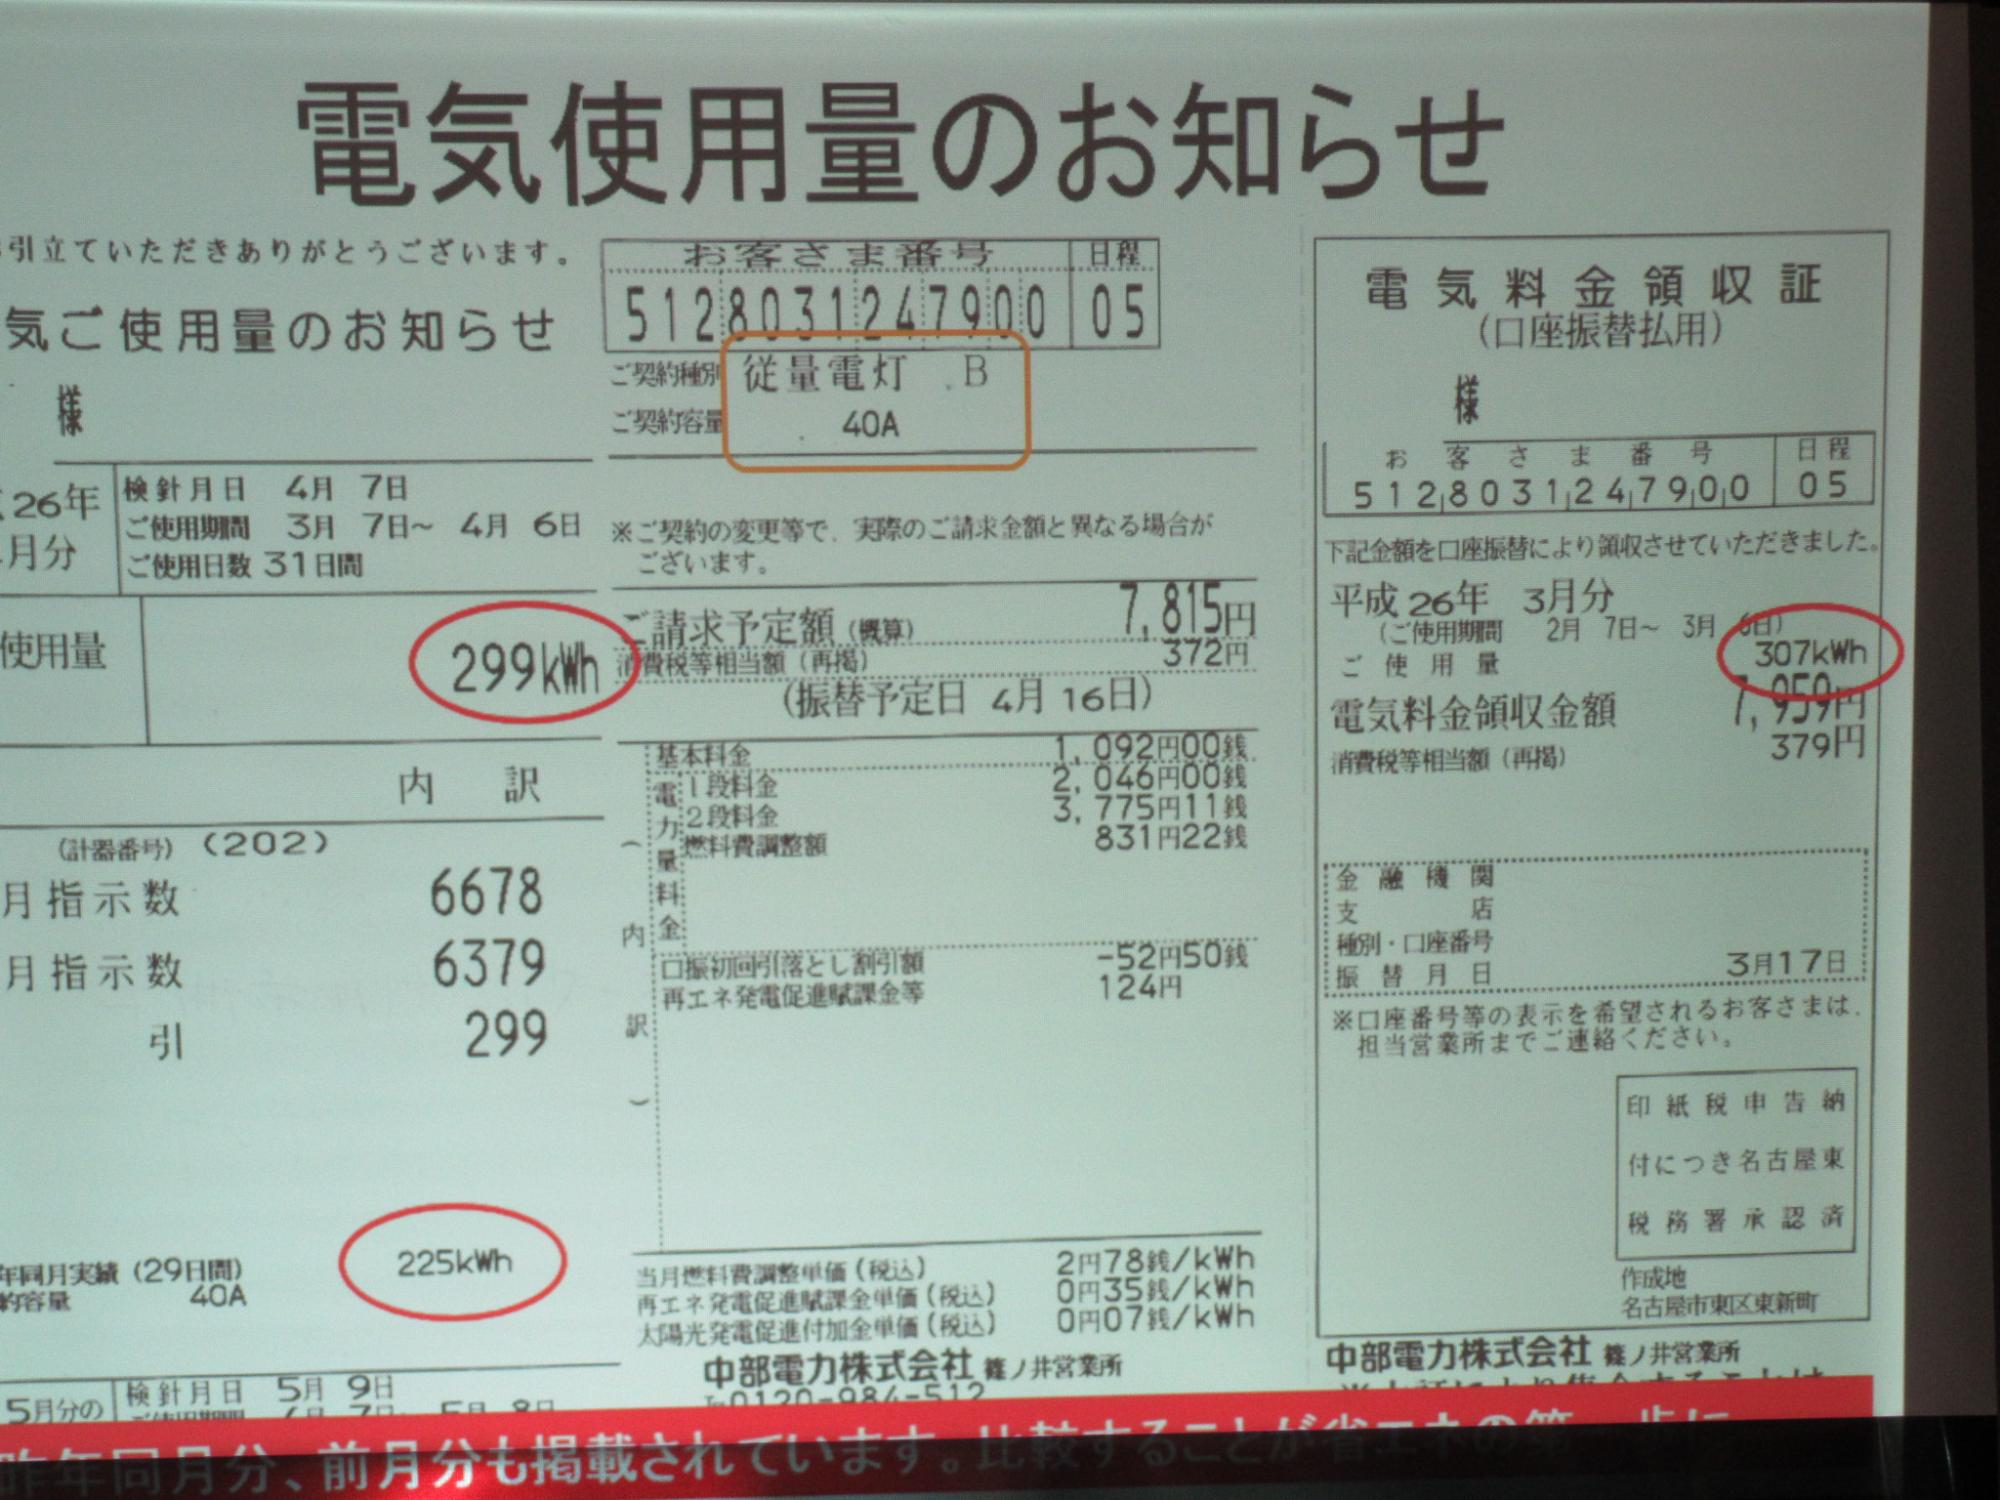 電気使用量のお知らせ
引立ていただきありがとうございます。
気ご使用量のお知らせ
様
26年
月分
検針月日 4月 7日
ご使用期間 3月 7日～ 4月 6日
ご使用日数 31日間
使用量
299kWh
内 訳
(計器番号) (202)
月指示数 6678
月指示数 6379
引 299
年同月実績 (29日間) 225kWh
約容量 40A
5月分の
検針月日 5月 9日
お客さま番号 日程
5128031247900 05
ご契約種別 従量電灯 B
ご契約容量 40A
※ご契約の変更等で、実際のご請求金額と異なる場合が
ございます。
ご請求予定額 (概算) 7,815円
消費税等相当額 (再掲) 372円
(振替予定日 4月 16日)
(内訳)
基本料金 1,092円00銭
電力量料金
1段料金 2,046円00銭
2段料金 3,775円11銭
燃料費調整額 831円22銭
口振初回引落とし割引額 -52円50銭
再エネ発電促進賦課金等 124円
当月燃料費調整単価 (税込) 2円78銭/kWh
再エネ発電促進賦課金単価 (税込) 0円35銭/kWh
太陽光発電促進付加金単価 (税込) 0円07銭/kWh
中部電力株式会社 篠ノ井営業所
0120-984-512
電気料金領収証
(口座振替払用)
様
お客さま番号 日程
5128031247900 05
下記金額を口座振替により領収させていただきました。
平成26年 3月分
(ご使用期間 2月 7日～ 3月 6日)
ご使用量 307kWh
電気料金領収金額 7,959円
消費税等相当額 (再掲) 379円
金融機関
支店
種別・口座番号
振替月日 3月17日
※口座番号等の表示を希望されるお客さまは、
担当営業所までご連絡ください。
印紙税申告納
付につき名古屋東
税務署承認済
作成地
名古屋市東区東新町
中部電力株式会社 篠ノ井営業所
昨年同月分、前月分も掲載されています。比較することが省エネの第一歩に